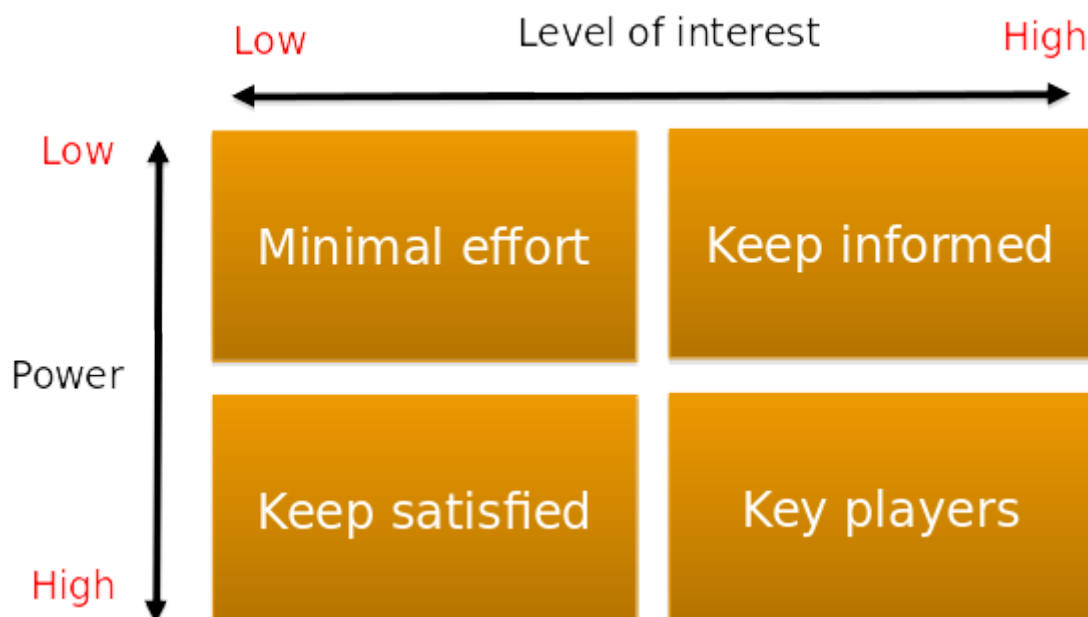 Low Level of interest High
Low
Minimal effort Keep informed
Power
Keep satisfied Key players
High